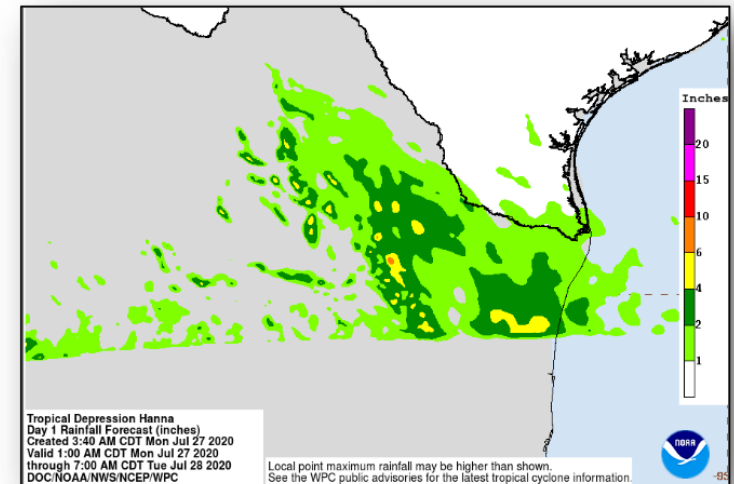 Inches
20
15
10
6
4
2
1
Tropical Depression Hanna
Day 1 Rainfall Forecast (inches)
Created 3:40 AM CDT Mon Jul 27 2020
Valid 1:00 AM CDT Mon Jul 27 2020
through 7:00 AM CDT Tue Jul 28 2020
DOC/NOAA/NWS/NCEP/WPC
Local point maximum rainfall may be higher than shown.
See the WPC public advisories for the latest tropical cyclone information.
NOAA
-95